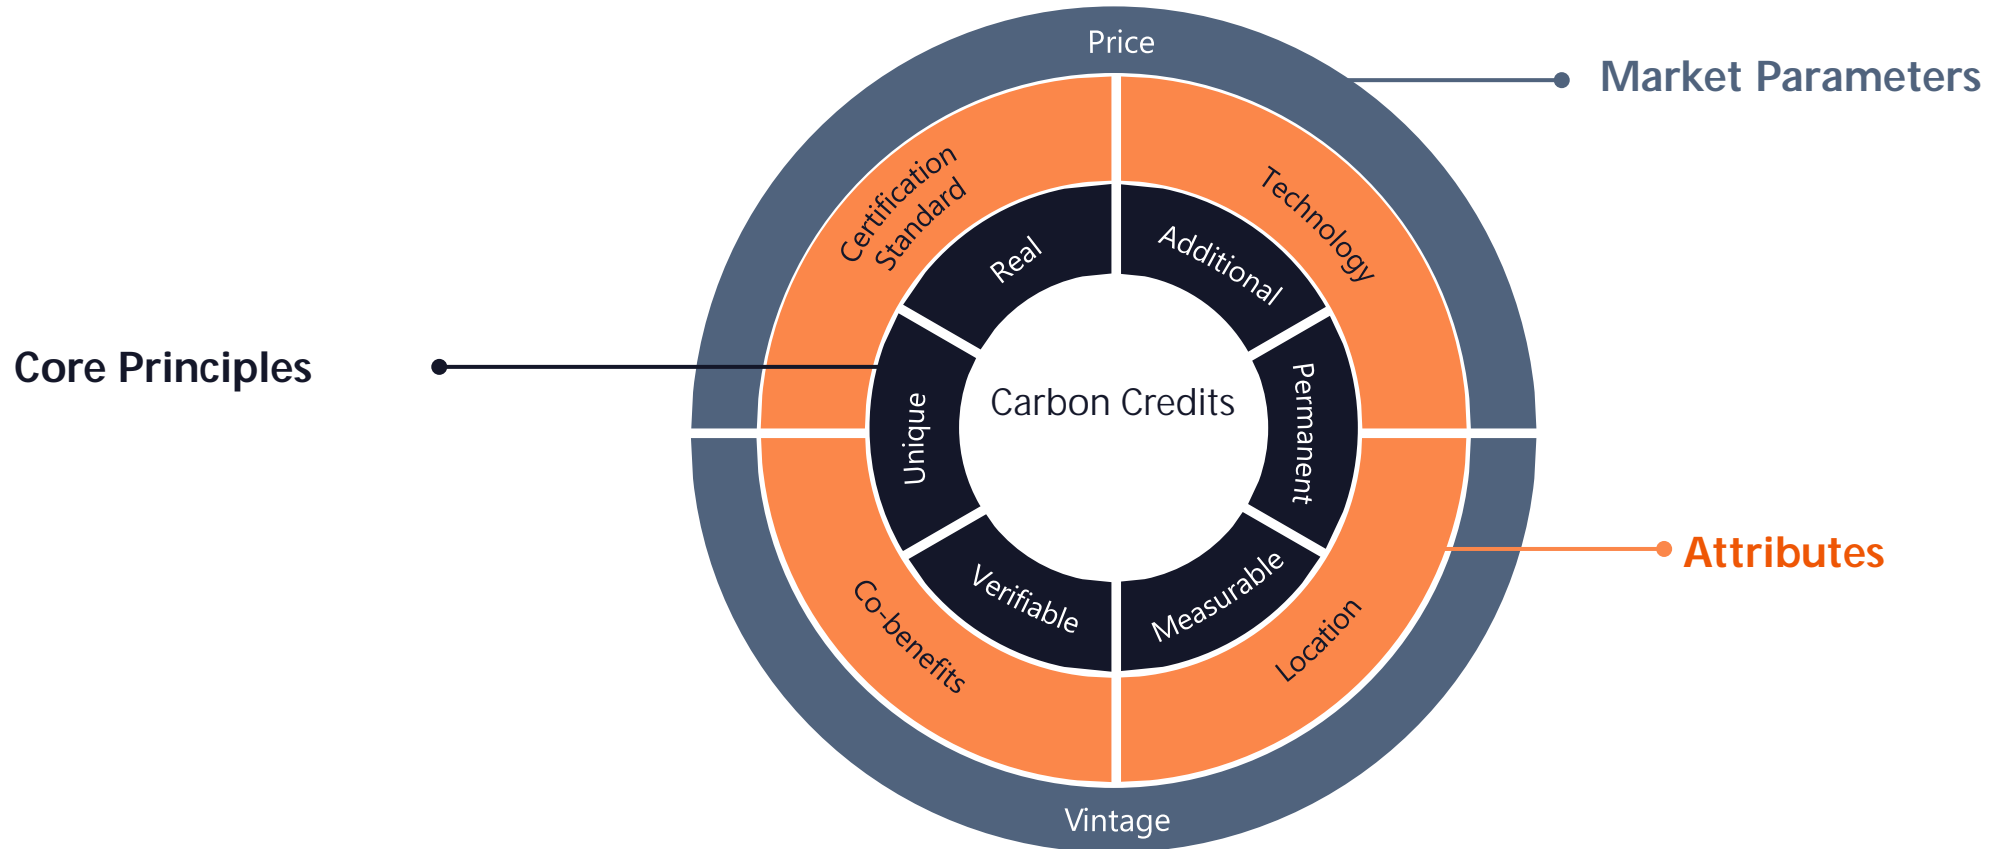 Price
Market Parameters
Certification
Standard
Technology
Real
Additional
Core Principles
Unique
Carbon Credits
Permanent
Attributes
Verifiable
Measurable
Co-benefits
Location
Vintage